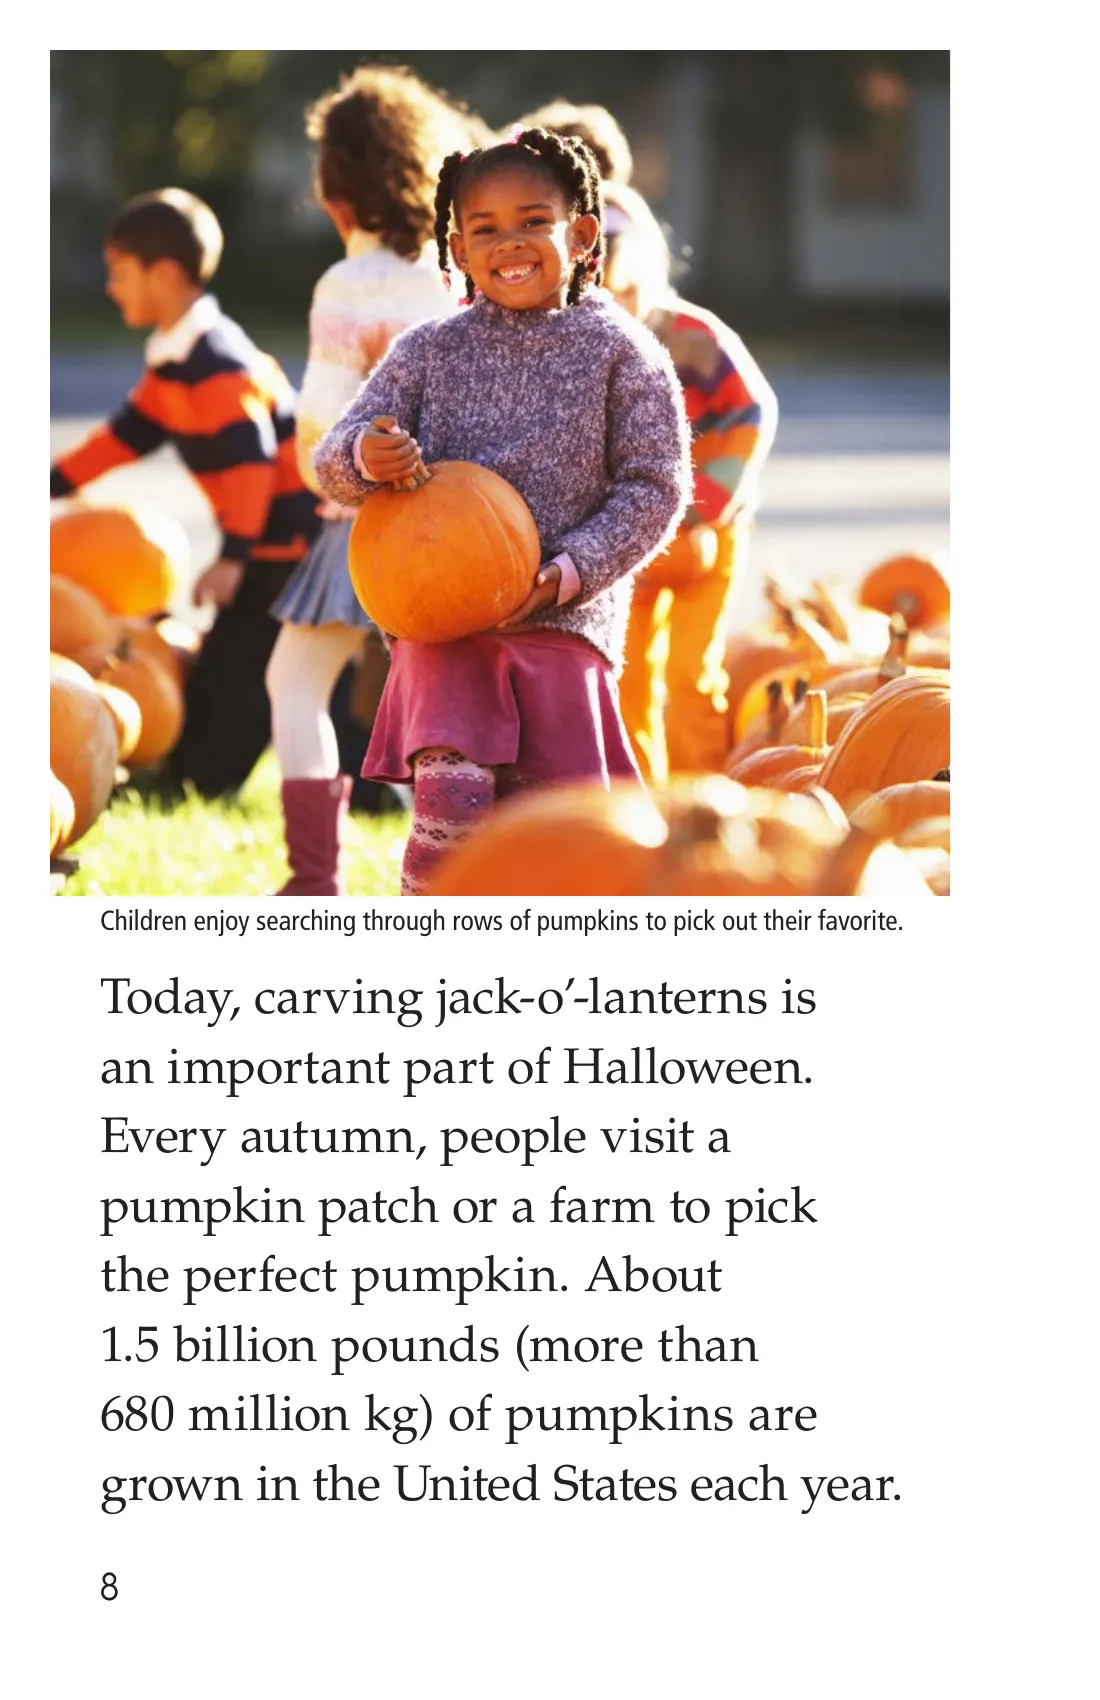 Children enjoy searching through rows of pumpkins to pick out their favorite.
Today, carving jack-o’-lanterns is
an important part of Halloween.
Every autumn, people visit a
pumpkin patch or a farm to pick
the perfect pumpkin. About
1.5 billion pounds (more than
680 million kg) of pumpkins are
grown in the United States each year.
8